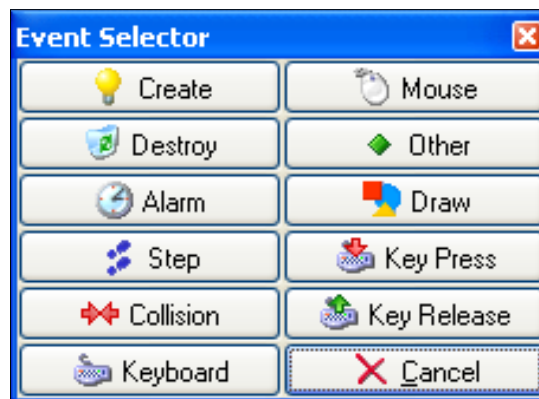 Event Selector
Create Mouse
Destroy Other
Alarm Draw
Step Key Press
Collision Key Release
Keyboard Cancel